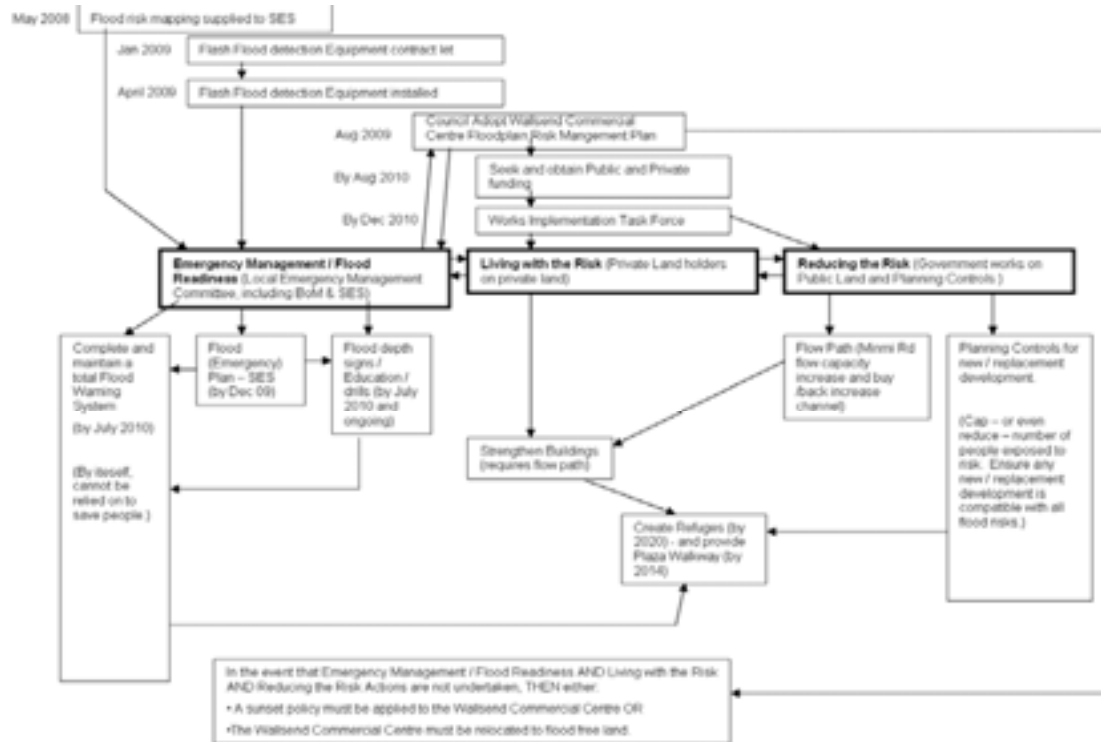 May 2008
Flood risk mapping supplied to SES
Jan 2009
Flash Flood detection Equipment contract let
April 2009
Flash Flood detection Equipment installed
Aug 2009
Council Adopt Wallsend Commercial
Centre Floodplain Risk Mangement Plan
By Aug 2010
Seek and obtain Public and Private
funding
By Dec 2010
Works Implementation Task Force
Emergency Management / Flood
Readiness (Local Emergency Management
Committee, including BoM & SES)
Living with the Risk (Private Land holders
on private land)
Reducing the Risk (Government works on
Public Land and Planning Controls )
Complete and
maintain a
total Flood
Warning
System
(by July 2010)
(By iteself,
cannot be
relied on to
save people.)
Flood
(Emergency)
Plan – SES
(by Dec 09)
Flood depth
signs /
Education /
drills (by July
2010 and
ongoing)
Strengthen Buildings
(requires flow path)
Flow Path (Minmi Rd
flow capacity
increase and buy
/back increase
channel)
Planning Controls for
new / replacement
development.
(Cap – or even
reduce – number of
people exposed to
risk. Ensure any
new / replacement
development is
compatible with all
flood risks.)
Create Refuges (by
2020) - and provide
Plaza Walkway (by
2014)
In the event that Emergency Management / Flood Readiness AND Living with the Risk
AND Reducing the Risk Actions are not undertaken, THEN either:
• A sunset policy must be applied to the Wallsend Commercial Centre OR
•The Wallsend Commercial Centre must be relocated to flood free land.